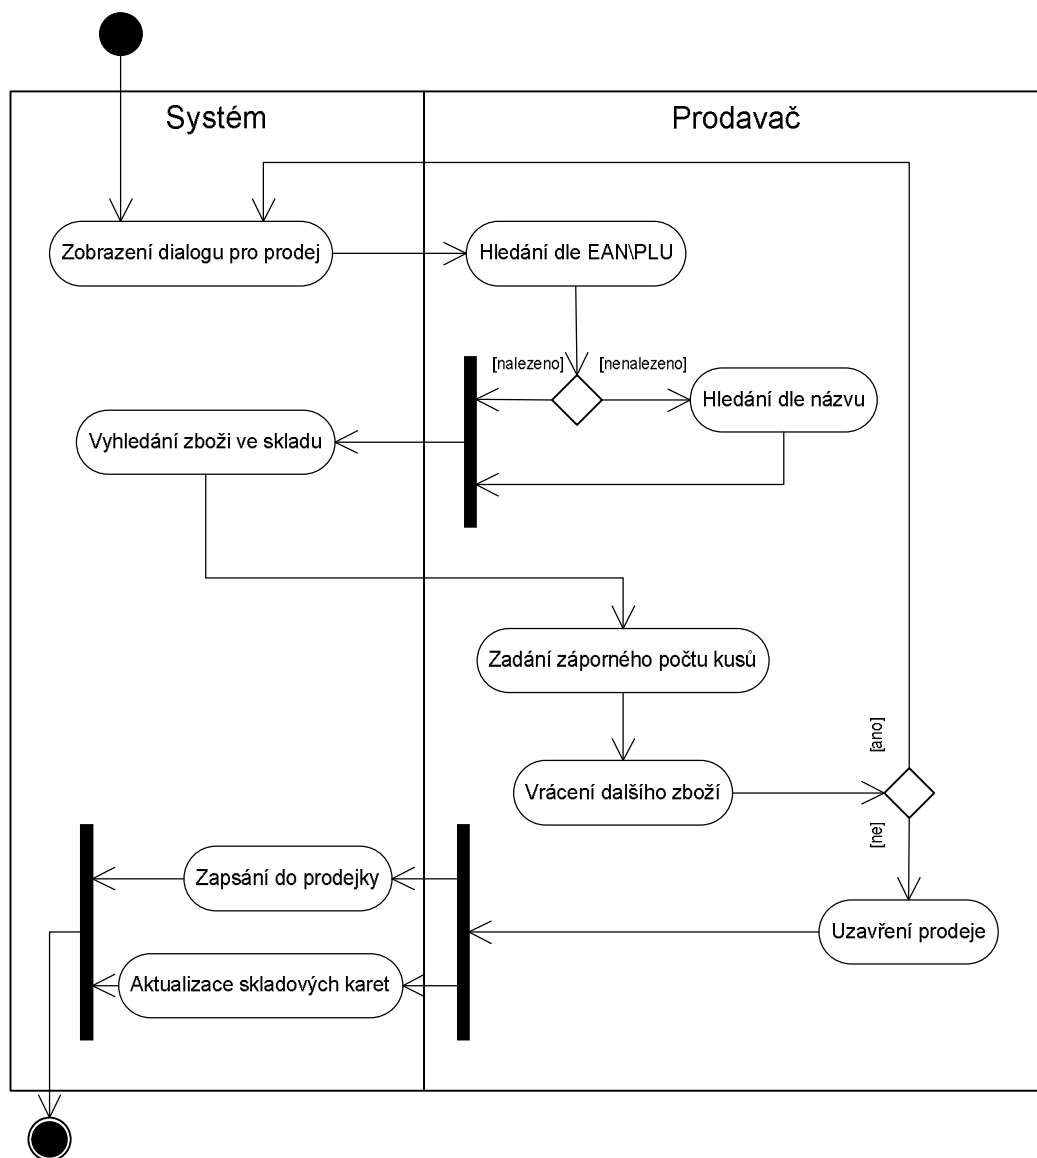 Systém
Prodavač
Zobrazení dialogu pro prodej
Hledání dle EAN\PLU
[nalezeno]
[nenalezeno]
Hledání dle názvu
Vyhledání zboži ve skladu
Zadání záporného počtu kusů
[ano]
Vrácení dalšího zboží
[ne]
Zapsání do prodejky
Uzavření prodeje
Aktualizace skladových karet